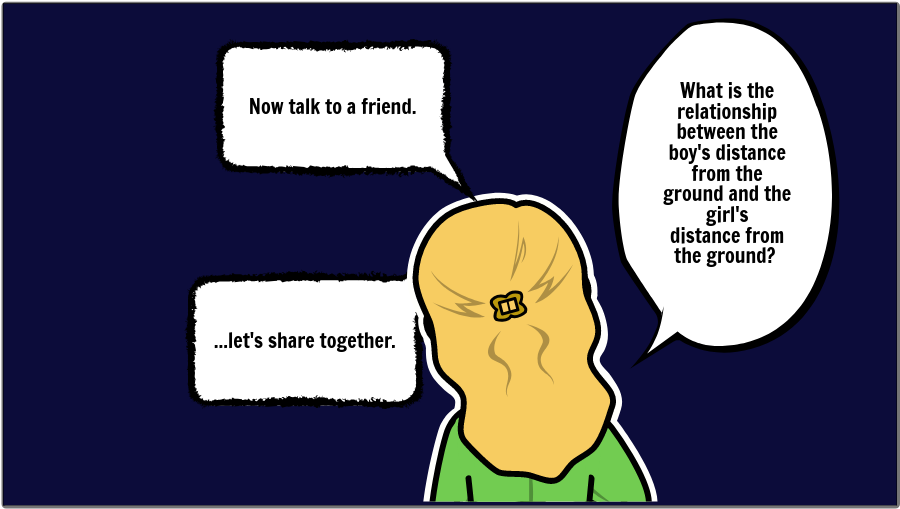 Now talk to a friend.
What is the
relationship
between the
boy's distance
from the
ground and the
girl's
distance from
the ground?
...let's share together.